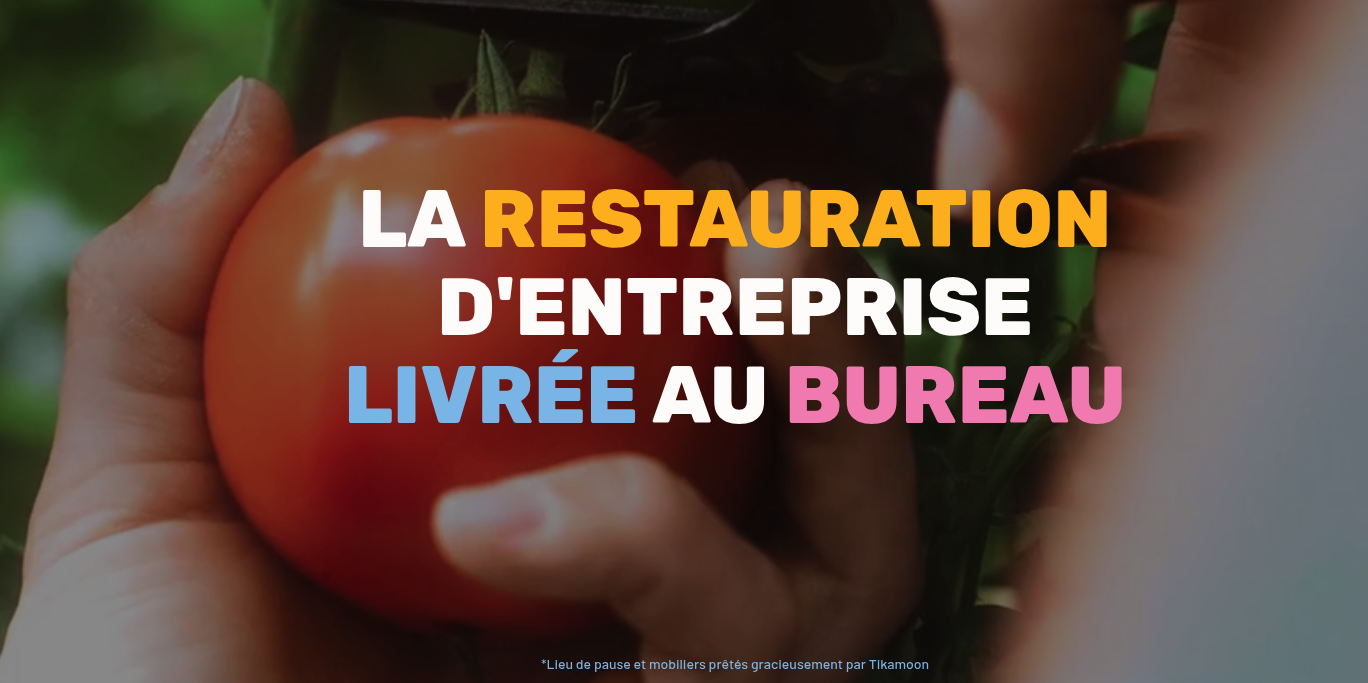 LA RESTAURATION
D'ENTREPRISE
LIVRÉE AU BUREAU
*Lieu de pause et mobiliers prêtés gracieusement par Tikamoon